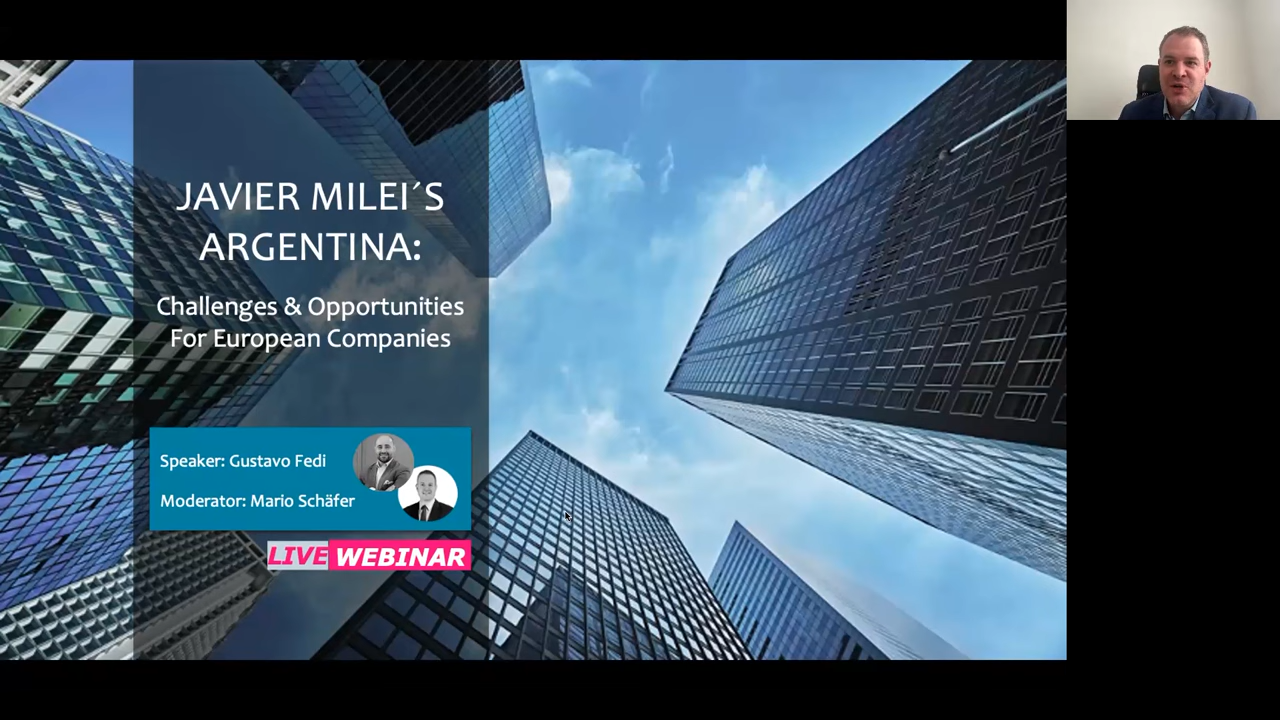 JAVIER MILEI´S
ARGENTINA:
Challenges & Opportunities
For European Companies
Speaker: Gustavo Fedi
Moderator: Mario Schäfer
LIVE WEBINAR